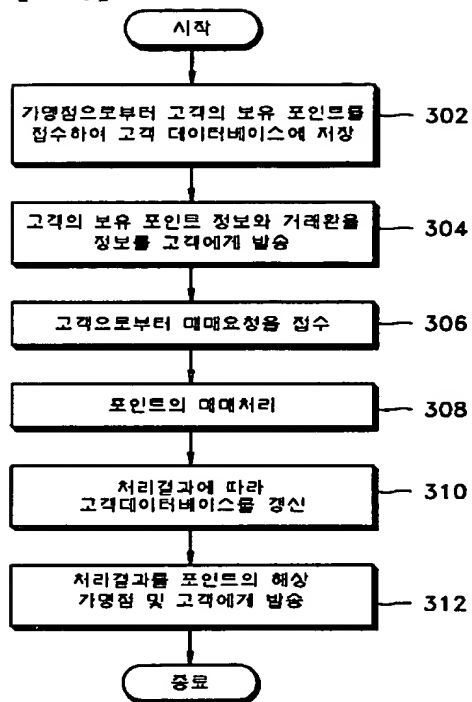 시작
가맹점으로부터 고객의 보유 포인트를
접수하여 고객 데이터베이스에 저장
302
고객의 보유 포인트 정보와 거래환율
정보를 고객에게 발송
304
고객으로부터 매매요청을 접수
306
포인트의 매매처리
308
처리결과에 따라
고객데이터베이스를 갱신
310
처리결과를 포인트의 해상
가맹점 및 고객에게 발송
312
종료